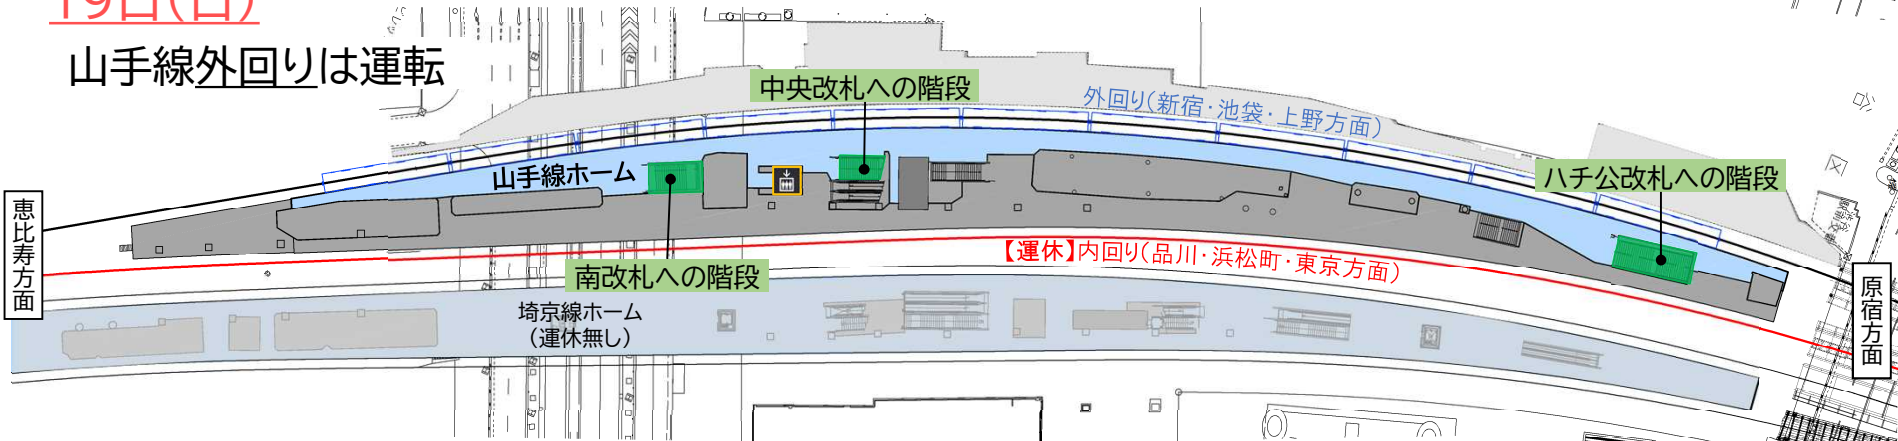 19日(日)
山手線外回りは運転
中央改札への階段
外回り(新宿・池袋・上野方面)
山手線ホーム
ハチ公改札への階段
恵比寿方面
【運休】内回り(品川・浜松町・東京方面)
南改札への階段
埼京線ホーム
(運休無し)
原宿方面